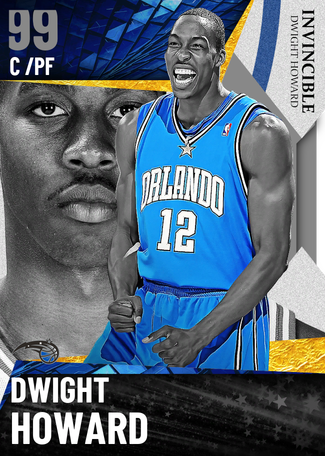 99
C /PF
INVINCIBLE
DWIGHT HOWARD
ORLANDO
12
DWIGHT
HOWARD